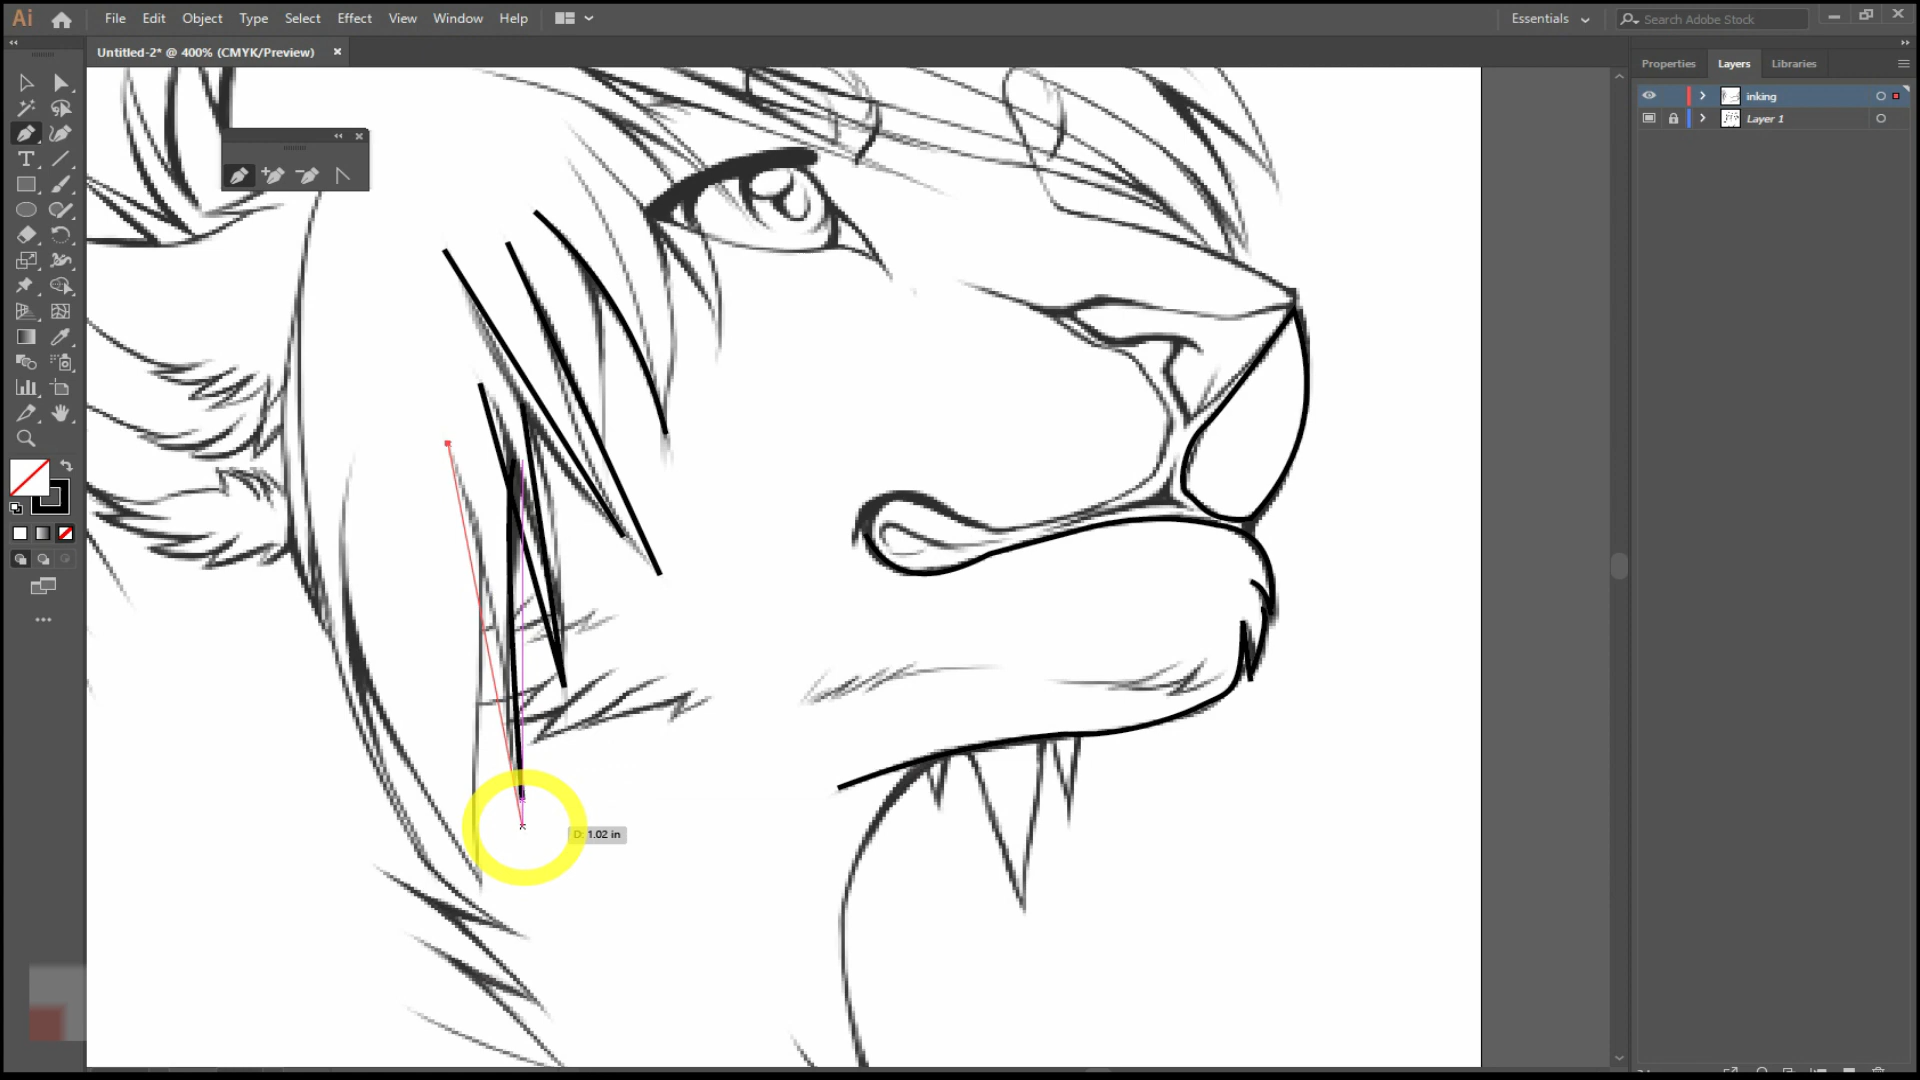 Ai File Edit Object Type Select Effect View Window Help Essentials Search Adobe Stock
Untitled-2* @ 400% (CMYK/Preview)
Properties Layers Libraries
inking
Layer 1
D: 1.02 in